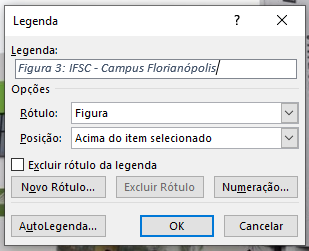 Legenda
Legenda:
Figura 3: IFSC - Campus Florianópolis
Opções
Rótulo: Figura
Posição: Acima do item selecionado
Excluir rótulo da legenda
Novo Rótulo... Excluir Rótulo Numeração...
AutoLegenda... OK Cancelar